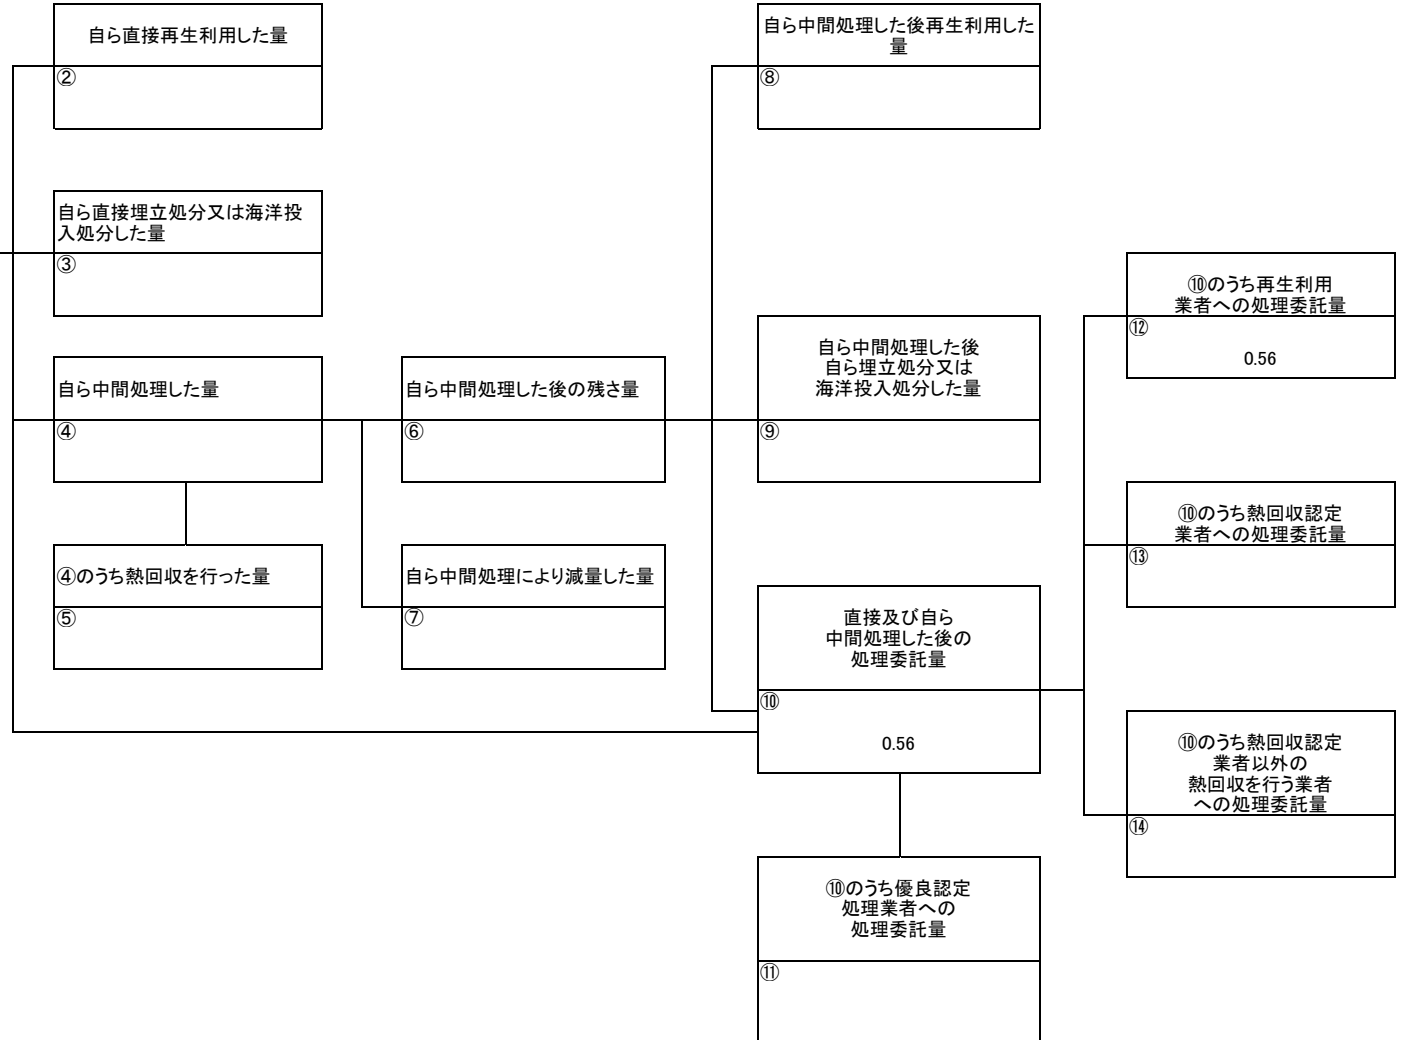 自ら直接再生利用した量
②
自ら直接埋立処分又は海洋投
入処分した量
③
自ら中間処理した量
④
④のうち熱回収を行った量
⑤
自ら中間処理した後の残さ量
⑥
自ら中間処理により減量した量
⑦
自ら中間処理した後再生利用した
量
⑧
自ら中間処理した後
自ら埋立処分又は
海洋投入処分した量
⑨
直接及び自ら
中間処理した後の
処理委託量
⑩
0.56
⑩のうち優良認定
処理業者への
処理委託量
⑪
⑩のうち再生利用
業者への処理委託量
⑫
0.56
⑩のうち熱回収認定
業者への処理委託量
⑬
⑩のうち熱回収認定
業者以外の
熱回収を行う業者
への処理委託量
⑭